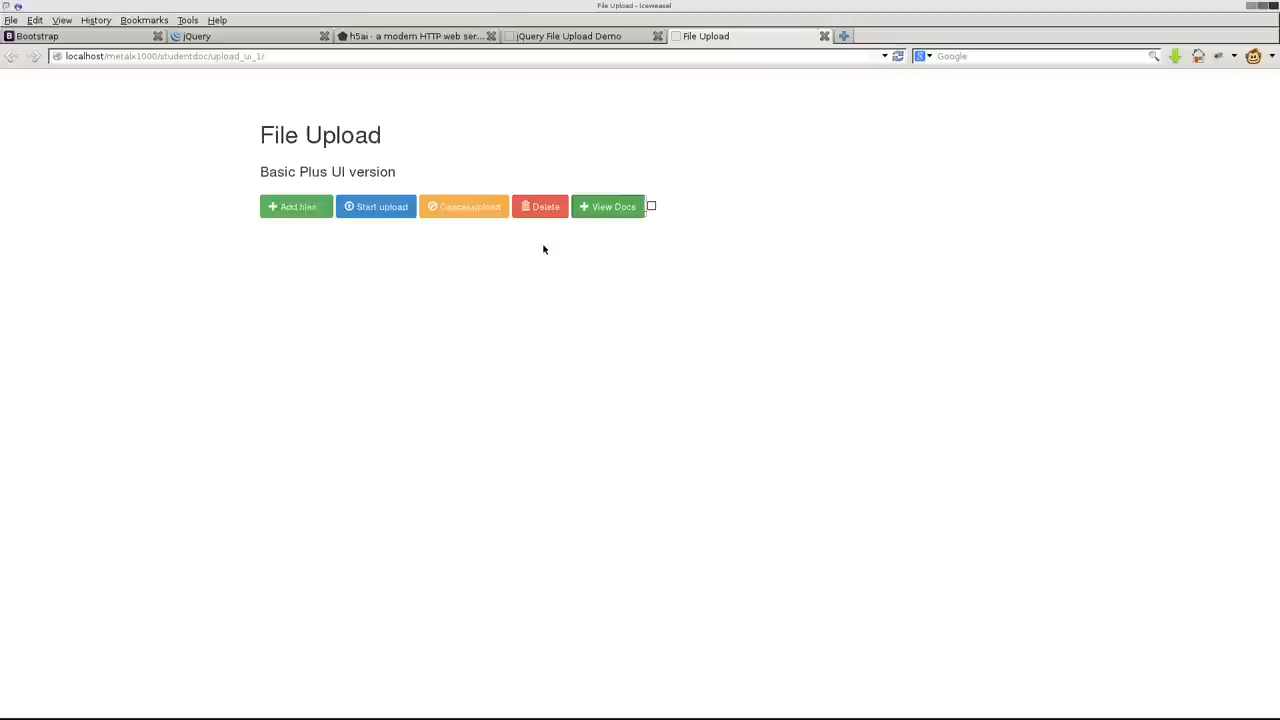 File Upload - Iceweasel
File Edit View History Bookmarks Tools Help
Bootstrap jQuery h5ai · a modern HTTP web ser... jQuery File Upload Demo File Upload
localhost/metalx1000/studentdoc/upload_ui_1/ Google
File Upload
Basic Plus UI version
Add files Start upload Cancel upload Delete View Docs